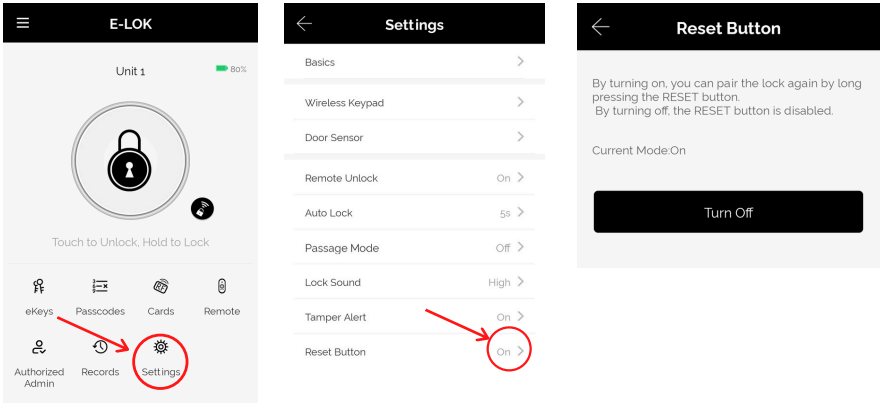 E-LOK
Unit 1
80%
Touch to Unlock, Hold to Lock
eKeys
Passcodes
Cards
Remote
Authorized
Admin
Records
Settings
Settings
Basics
Wireless Keypad
Door Sensor
Remote Unlock On
Auto Lock 5s
Passage Mode Off
Lock Sound High
Tamper Alert On
Reset Button On
Reset Button
By turning on, you can pair the lock again by long
pressing the RESET button.
By turning off, the RESET button is disabled.
Current Mode:On
Turn Off